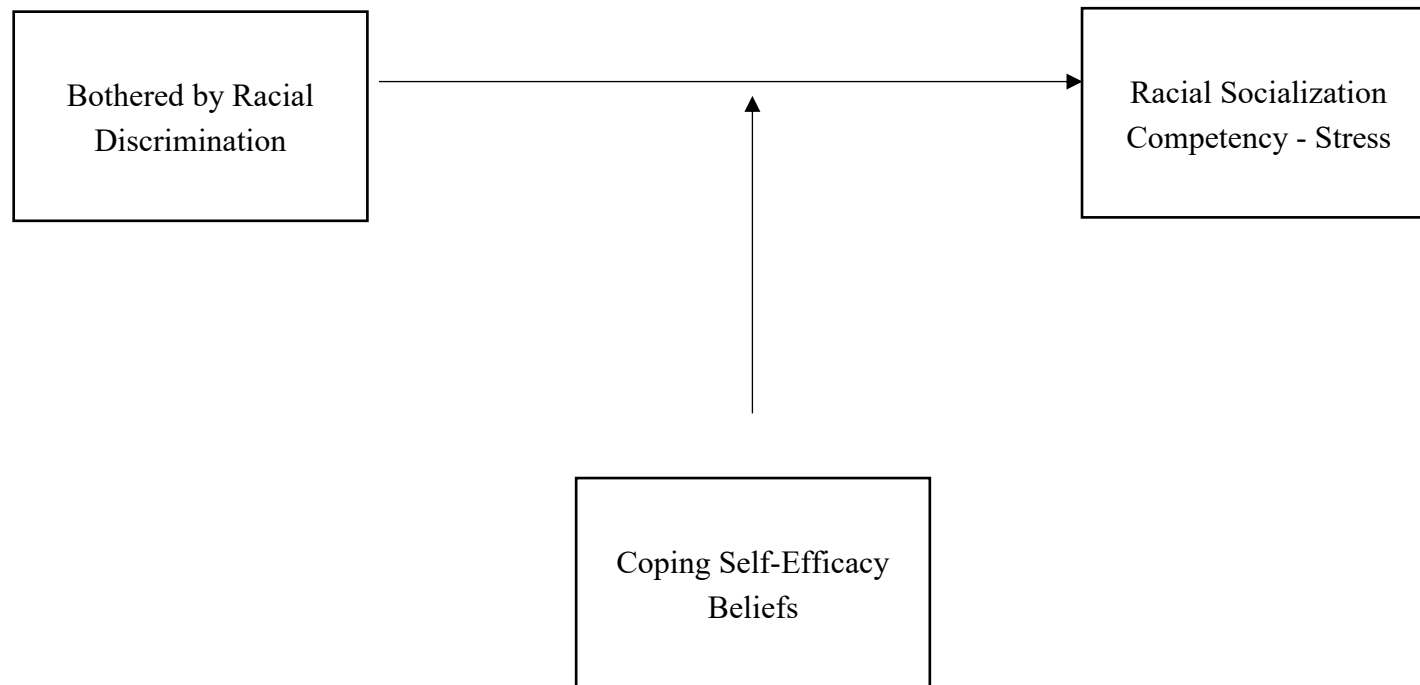 Bothered by Racial
Discrimination
Racial Socialization
Competency - Stress
Coping Self-Efficacy
Beliefs